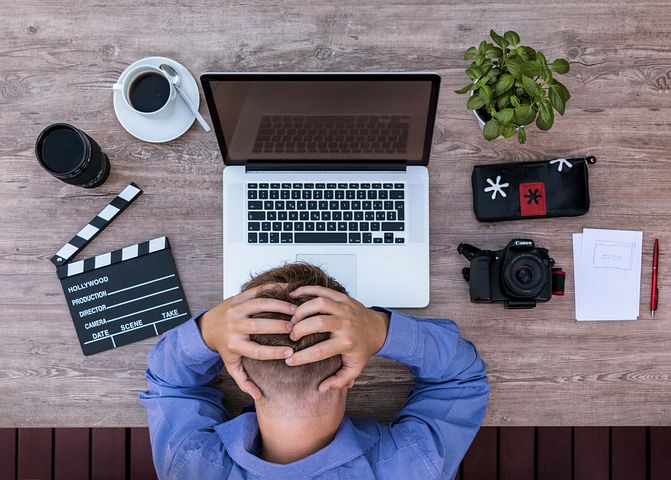 HOLLYWOOD
PRODUCTION
DIRECTOR
CAMERA
DATE SCENE TAKE
Canon